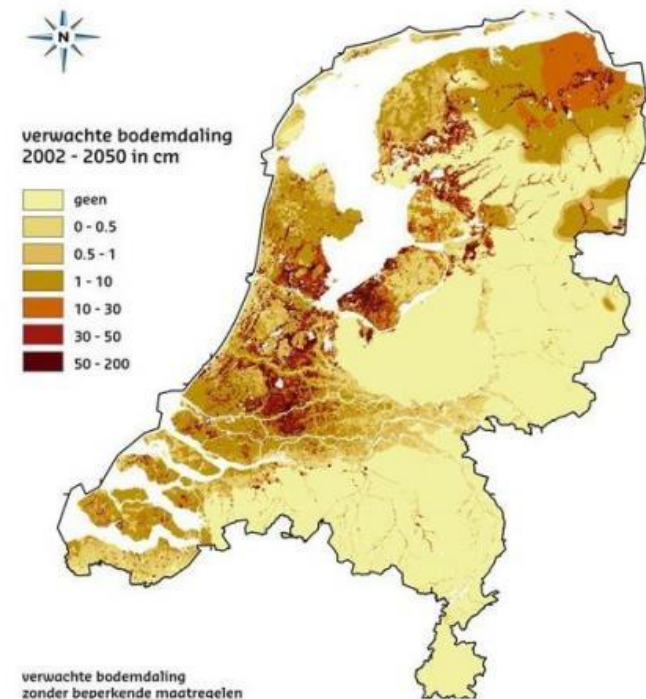 N
verwachte bodemdaling
2002 - 2050 in cm
geen
0 - 0.5
0.5 - 1
1 - 10
10 - 30
30 - 50
50 - 200
verwachte bodemdaling
zonder beperkende maatregelen